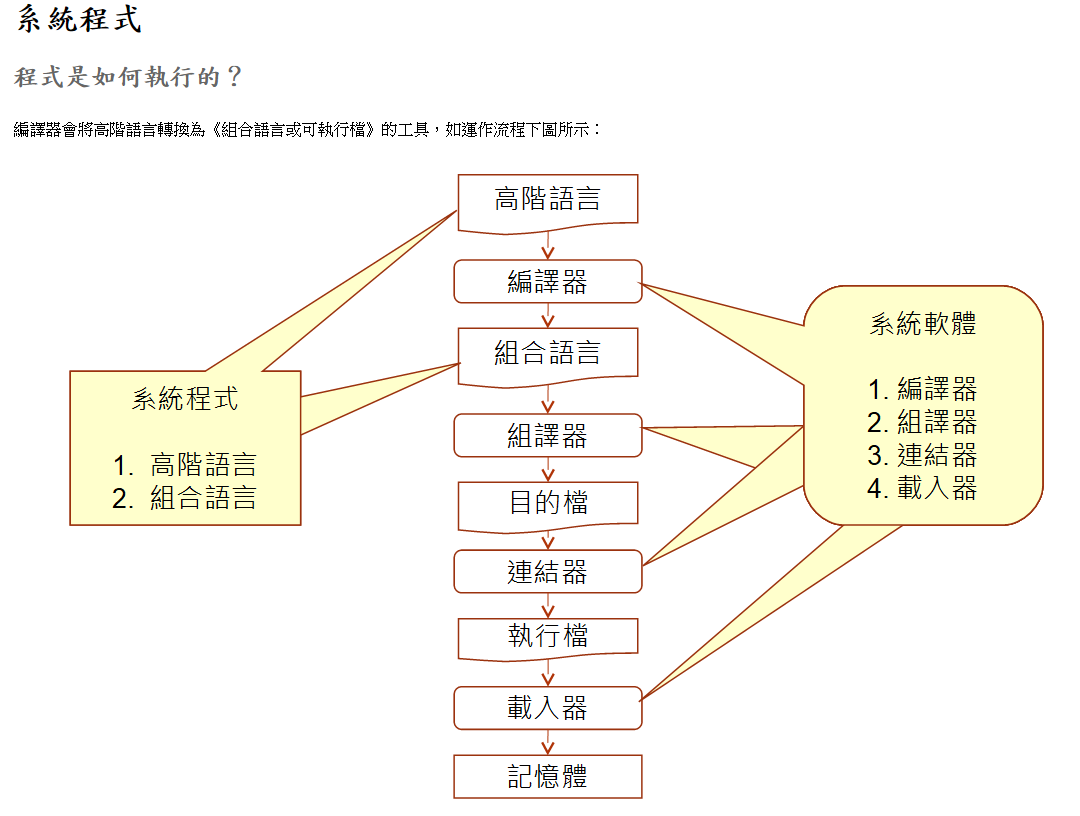 系統程式
程式是如何執行的？
編譯器會將高階語言轉換為《組合語言或可執行檔》的工具，如運作流程下圖所示：
高階語言
編譯器
組合語言
組譯器
目的檔
連結器
執行檔
載入器
記憶體
系統程式
1. 高階語言
2. 組合語言
系統軟體
1. 編譯器
2. 組譯器
3. 連結器
4. 載入器